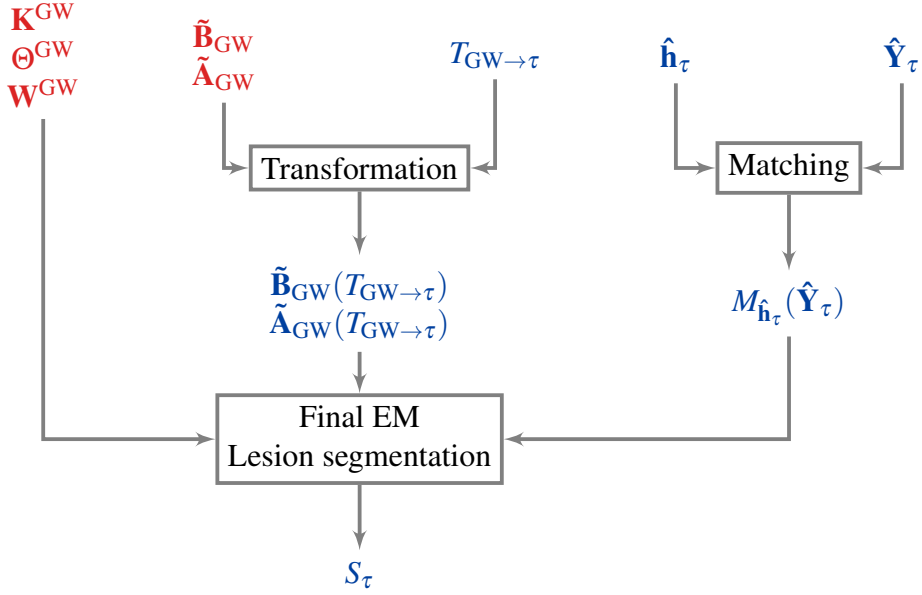 K^GW
Θ^GW
W^GW
B̃_GW
Ã_GW
T_GW→τ
ĥ_τ
Ŷ_τ
Transformation
Matching
B̃_GW(T_GW→τ)
Ã_GW(T_GW→τ)
M_ĥ_τ(Ŷ_τ)
Final EM
Lesion segmentation
S_τ